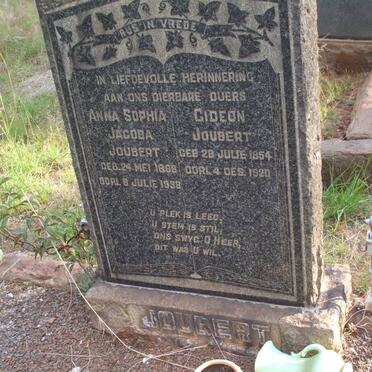 RUS IN VREDE
IN LIEFDEVOLLE HERINNERING
AAN ONS DIERBARE OUERS
ANNA SOPHIA
JACOBA
JOUBERT
GEB. 24 MEI 1868
OORL. 8 JULIE 1938
GIDEON
JOUBERT
GEB 28 JULIE 1854
OORL 4 DES. 1920
U PLEK IS LEEG,
U STEM IS STIL,
ONS SWYG, O HEER,
DIT WAS U WIL.
JOUBERT